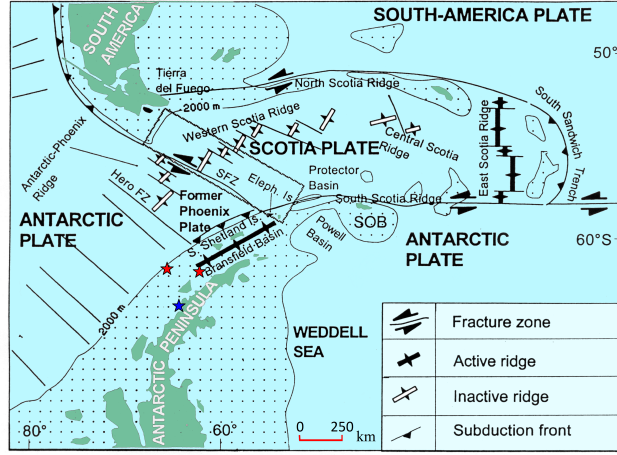 SOUTH-AMERICA PLATE
SOUTH
AMERICA
50°
Tierra
del Fuego
2000 m
North Scotia Ridge
Western Scotia Ridge
SCOTIA PLATE
Central Scotia
Ridge
East Scotia Ridge
South Sandwich
Trench
Antarctic-Phoenix
Ridge
Hero FZ
SFZ
Eleph. Is.
Protector
Basin
South Scotia Ridge
Former
Phoenix
Plate
ANTARCTIC
PLATE
S. Shetland Is.
Bransfield-Basin
Powell
Basin
SOB
ANTARCTIC
PLATE
60°S
2000 m
ANTARCTIC PENINSULA
WEDDELL
SEA
Fracture zone
Active ridge
Inactive ridge
Subduction front
80°
60°
0 250 km